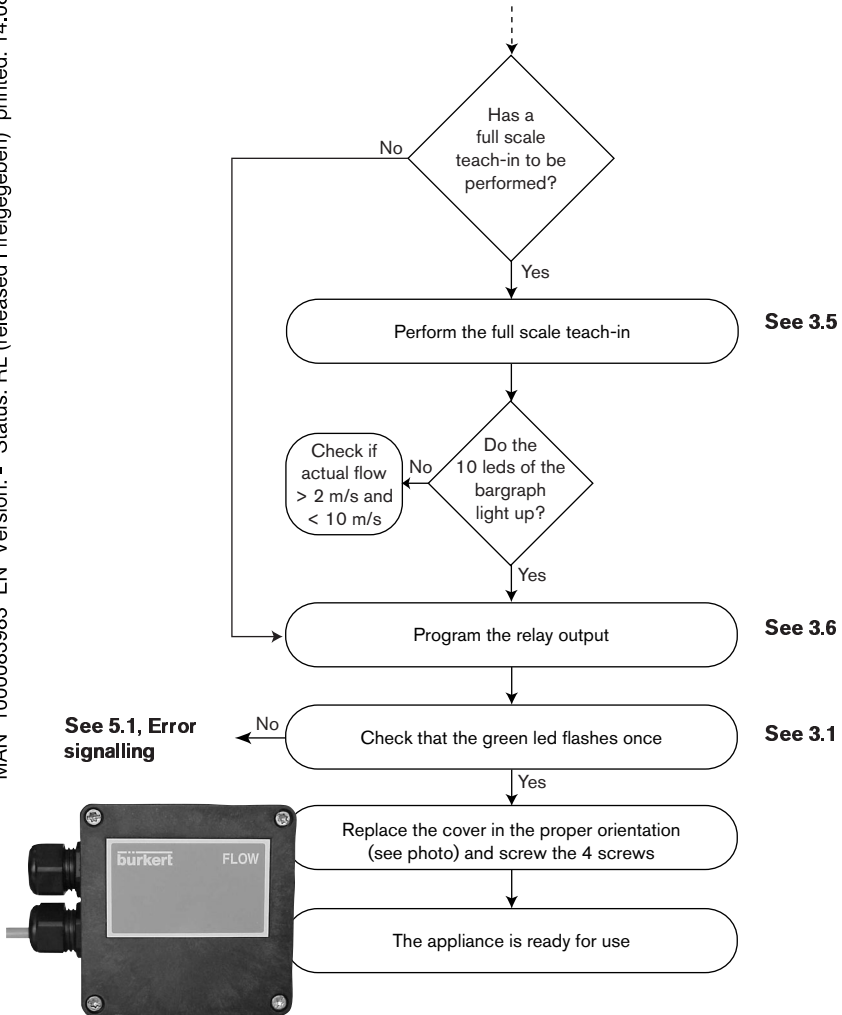 Has a
full scale
teach-in to be
performed?
No
Yes
Perform the full scale teach-in
See 3.5
Do the
10 leds of the
bargraph
light up?
No
Check if
actual flow
> 2 m/s and
< 10 m/s
Yes
Program the relay output
See 3.6
Check that the green led flashes once
See 3.1
No
See 5.1, Error
signalling
Yes
Replace the cover in the proper orientation
(see photo) and screw the 4 screws
The appliance is ready for use
bürkert FLOW
MAN 1000083983 EN Version: - Status: RL (released | freigegeben) printed: 14.08